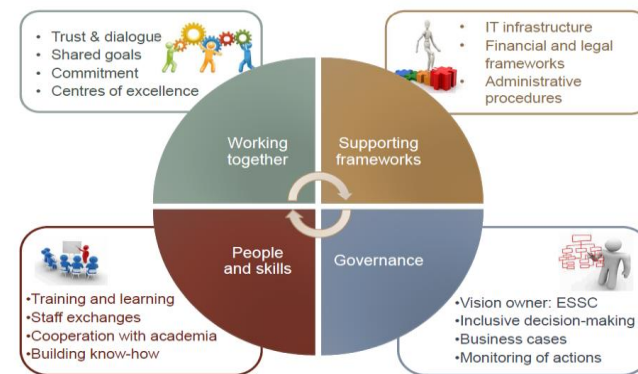 • Trust & dialogue
• Shared goals
• Commitment
• Centres of excellence
• IT infrastructure
• Financial and legal
frameworks
• Administrative
procedures
Working
together
Supporting
frameworks
People
and skills
Governance
•Training and learning
•Staff exchanges
•Cooperation with academia
•Building know-how
•Vision owner: ESSC
•Inclusive decision-making
•Business cases
•Monitoring of actions